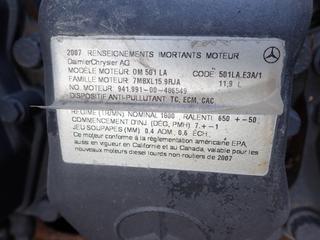 2007 RENSEIGNEMENTS IMORTANTS MOTEUR
DaimlerChrysler AG
MODÈLE MOTEUR: OM 501 LA CODE: 501LA.E3A/1
FAMILLE MOTEUR: 7MBXL15.9RJA 11,9 L
NO. MOTEUR: 941.991-00-486549
DISPOSITIF ANTI-PULLUTANT: TC, ECM, CAC
REGIME (TR/MN) NOMINAL 1800 RALENTI: 650 +-50
COMMENCEMENT D'INJ. (DEG, PMH): 7,+-1
JEU SOUPAPES (MM): 0.4 ADM., 0.6 ÉCH.
Ce moteur conforme à la réglementation américaine EPA,
aussi en vigueur en Californie et au Canada, valable pour les
nouveaux moteurs diesel lourds non routiers de 2007